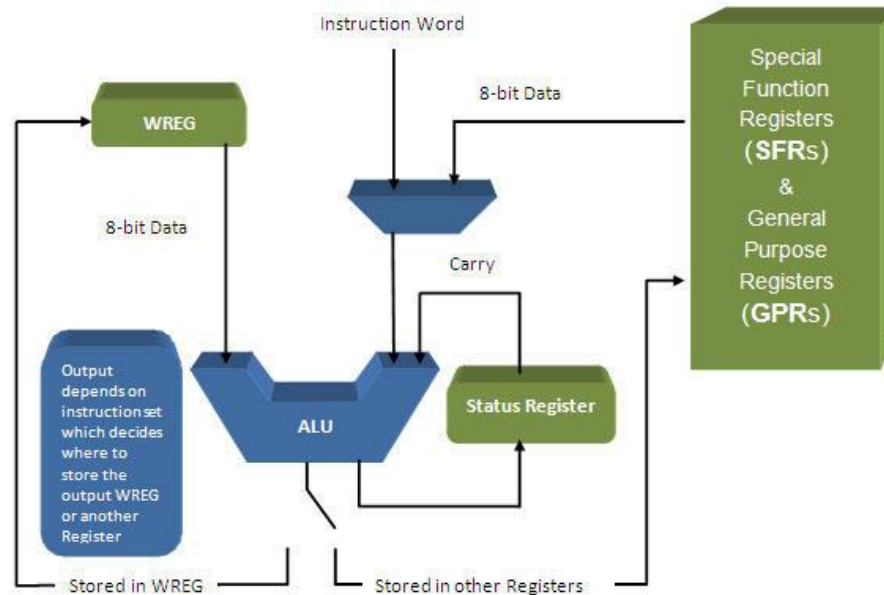 Instruction Word
Special
Function
Registers
(SFRs)
&
General
Purpose
Registers
(GPRs)
8-bit Data
WREG
8-bit Data
Carry
Output
depends on
instruction set
which decides
where to
store the
output WREG
or another
Register
ALU
Status Register
Stored in WREG
Stored in other Registers